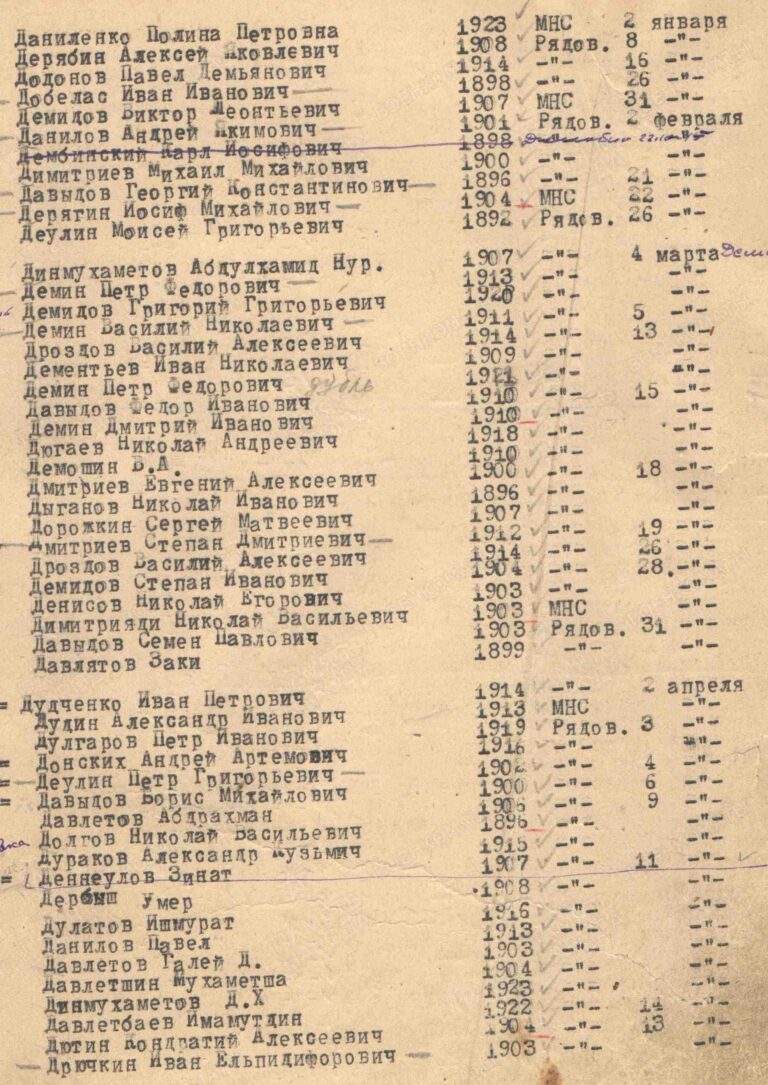 Даниленко Полина Петровна 1923 МНС 2 января
Дерябин Алексей Яковлевич 1908 Рядов. 8 -"-
Додонов Павел Демьянович 1914 -"- 16 -"-
Добелас Иван Иванович 1898 -"- 26 -"-
Демидов Виктор Леонтьевич 1907 МНС 31 -"-
Данилов Андрей Якимович 1901 Рядов. 2 февраля
Дембинский Карл Иосифович 1898 -"-
Димитриев Михаил Михайлович 1900 -"- -"-
Давыдов Георгий Константинович 1896 -"- 21 -"-
Дерягин Иосиф Михайлович 1904 МНС 22 -"-
Деулин Моисей Григорьевич 1892 Рядов. 26 -"-
Динмухаметов Абдулхамид Нур. 1907 -"- 4 марта
Демин Петр Федорович 1913 -"- -"-
Демидов Григорий Григорьевич 1920 -"- -"-
Демин Василий Николаевич 1911 -"- 5 -"-
Дроздов Василий Алексеевич 1914 -"- 13 -"-
Дементьев Иван Николаевич 1909 -"- -"-
Демин Петр Федорович 1921 -"- -"-
Давыдов Федор Иванович 1910 -"- 15 -"-
Демин Дмитрий Иванович 1910 -"- -"-
Дюгаев Николай Андреевич 1918 -"- -"-
Демошин В.А. 1910 -"- -"-
Дмитриев Евгений Алексеевич 1900 -"- 18 -"-
Дыганов Николай Иванович 1896 -"- -"-
Дорожкин Сергей Матвеевич 1907 -"- -"-
Дмитриев Степан Дмитриевич 1912 -"- 19 -"-
Дроздов Василий Алексеевич 1914 -"- 26 -"-
Демидов Степан Иванович 1904 -"- 28. -"-
Денисов Николай Егорович 1903 -"- -"-
Димитрияди Николай Васильевич 1903 МНС -"-
Давыдов Семен Павлович 1903 Рядов. 31 -"-
Давлятов Заки 1899 -"- -"-
= Дудченко Иван Петрович 1914 -"- 2 апреля
Дудин Александр Иванович 1913 МНС -"-
Дулгаров Петр Иванович 1919 Рядов. 3 -"-
= Донских Андрей Артемович 1916 -"- -"-
= Деулин Петр Григорьевич 1902 -"- 4 -"-
= Давыдов Борис Михайлович 1900 -"- 6 -"-
Давлетов Абдрахман 1906 -"- 9 -"-
Долгов Николай Васильевич 1896 -"- -"-
Дураков Александр Кузьмич 1915 -"- -"-
= Деннеулов Зинат 1907 -"- 11 -"-
Дербыш Умер 1908 -"- -"-
Дулатов Ишмурат 1916 -"- -"-
Данилов Павел 1913 -"- -"-
Давлетов Галей Д. 1903 -"- -"-
Давлетшин Мухаметша 1904 -"- -"-
Динмухаметов Д.Х 1923 -"- -"-
Давлетбаев Имамутдин 1922 -"- 14 -"-
Дютин Кондратий Алексеевич 1904 -"- 13 -"-
Дрючкин Иван Ельпидифорович 1903 -"- -"-